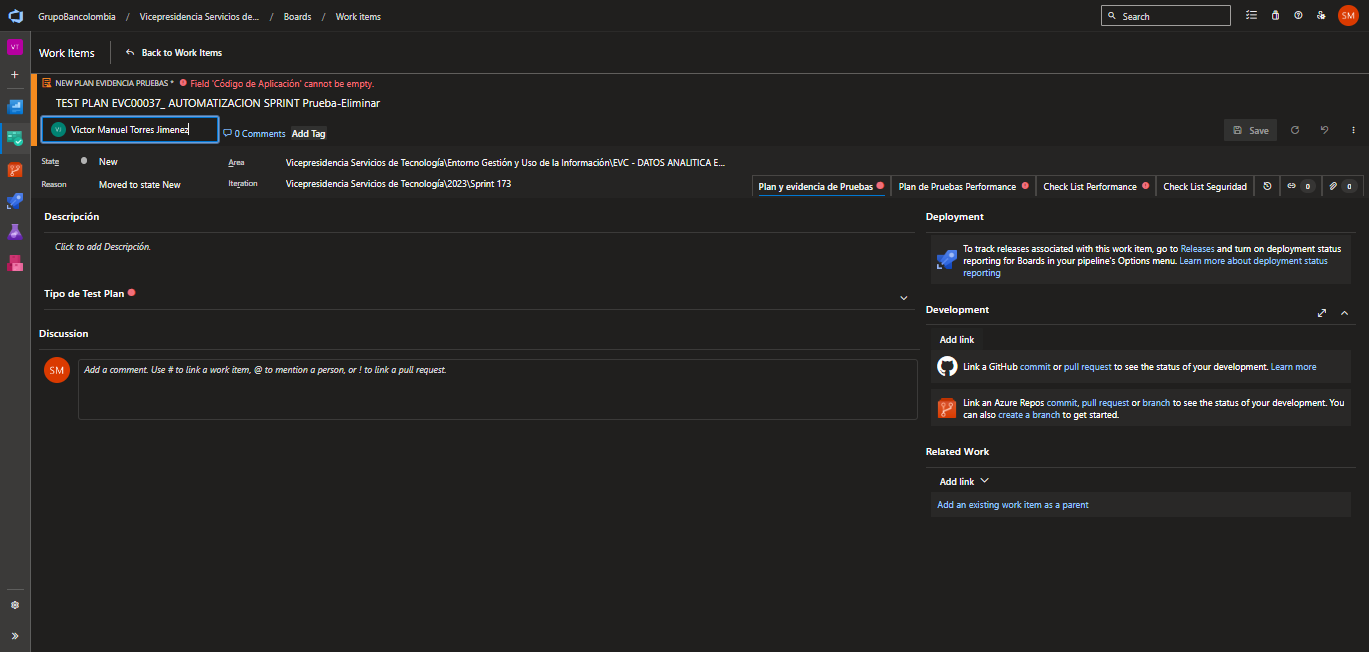 GrupoBancolombia / Vicepresidencia Servicios de... / Boards / Work items
Search
SM
VT
Work Items
Back to Work Items
NEW PLAN EVIDENCIA PRUEBAS * Field 'Código de Aplicación' cannot be empty.
TEST PLAN EVC00037_ AUTOMATIZACION SPRINT Prueba-Eliminar
VJ Victor Manuel Torres Jimenez
0 Comments Add Tag
Save
State New
Area Vicepresidencia Servicios de Tecnología\Entorno Gestión y Uso de la Información\EVC - DATOS ANALITICA E...
Reason Moved to state New
Iteration Vicepresidencia Servicios de Tecnología\2023\Sprint 173
Plan y evidencia de Pruebas
Plan de Pruebas Performance
Check List Performance
Check List Seguridad
0
0
Descripción
Click to add Descripción.
Tipo de Test Plan
Discussion
SM
Add a comment. Use # to link a work item, @ to mention a person, or ! to link a pull request.
Deployment
To track releases associated with this work item, go to Releases and turn on deployment status
reporting for Boards in your pipeline's Options menu. Learn more about deployment status
reporting
Development
Add link
Link a GitHub commit or pull request to see the status of your development. Learn more
Link an Azure Repos commit, pull request or branch to see the status of your development. You
can also create a branch to get started.
Related Work
Add link
Add an existing work item as a parent